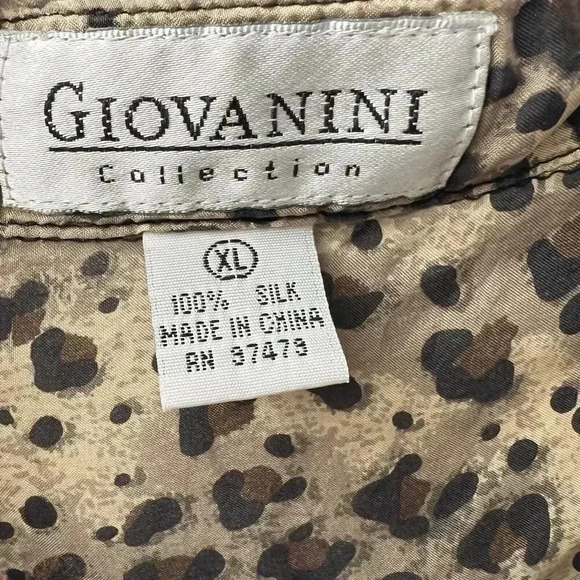 GIOVANINI
Collection
XL
100% SILK
MADE IN CHINA
RN 97479